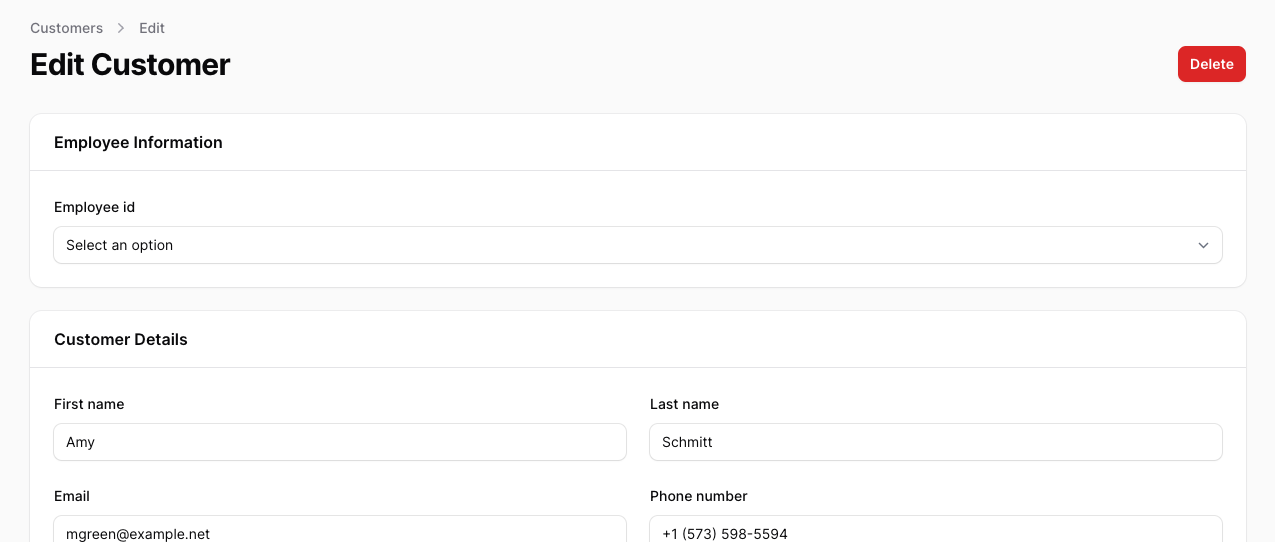 Customers > Edit
Edit Customer
Delete
Employee Information
Employee id
Select an option
Customer Details
First name
Last name
Amy
Schmitt
Email
Phone number
mgreen@example.net
+1 (573) 598-5594